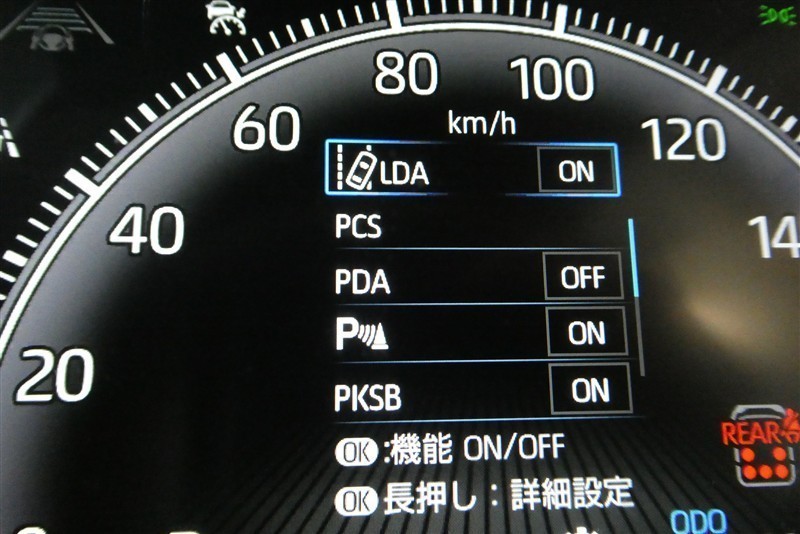 80
100
60
km/h
120
LDA ON
40
PCS
14
PDA OFF
P ON
20
PKSB ON
REAR
OK :機能 ON/OFF
OK 長押し：詳細設定
ODO